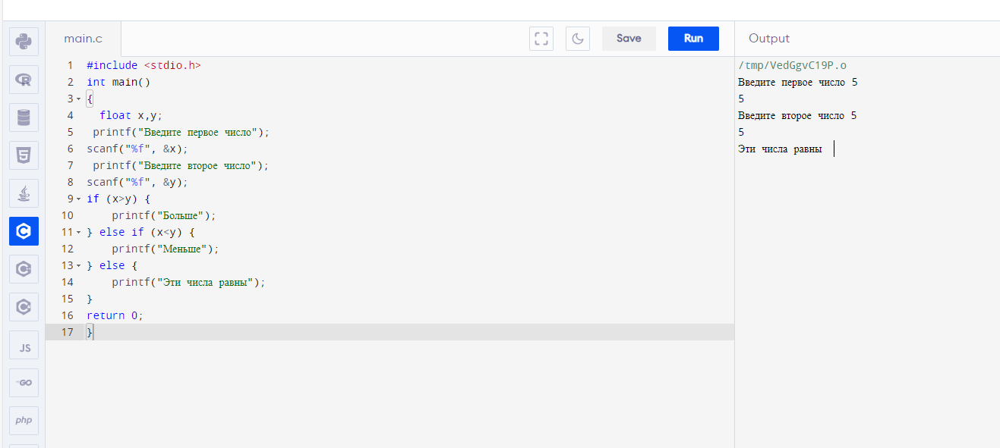 main.c
Save
Run
Output
1 #include <stdio.h>
2 int main()
3 {
4 float x,y;
5 printf("Введите первое число");
6 scanf("%f", &x);
7 printf("Введите второе число");
8 scanf("%f", &y);
9 if (x>y) {
10 printf("Больше");
11 } else if (x<y) {
12 printf("Меньше");
13 } else {
14 printf("Эти числа равны");
15 }
16 return 0;
17 }
/tmp/VedGgvC19P.o
Введите первое число 5
5
Введите второе число 5
5
Эти числа равны
R
5
C
C
C
JS
GO
php